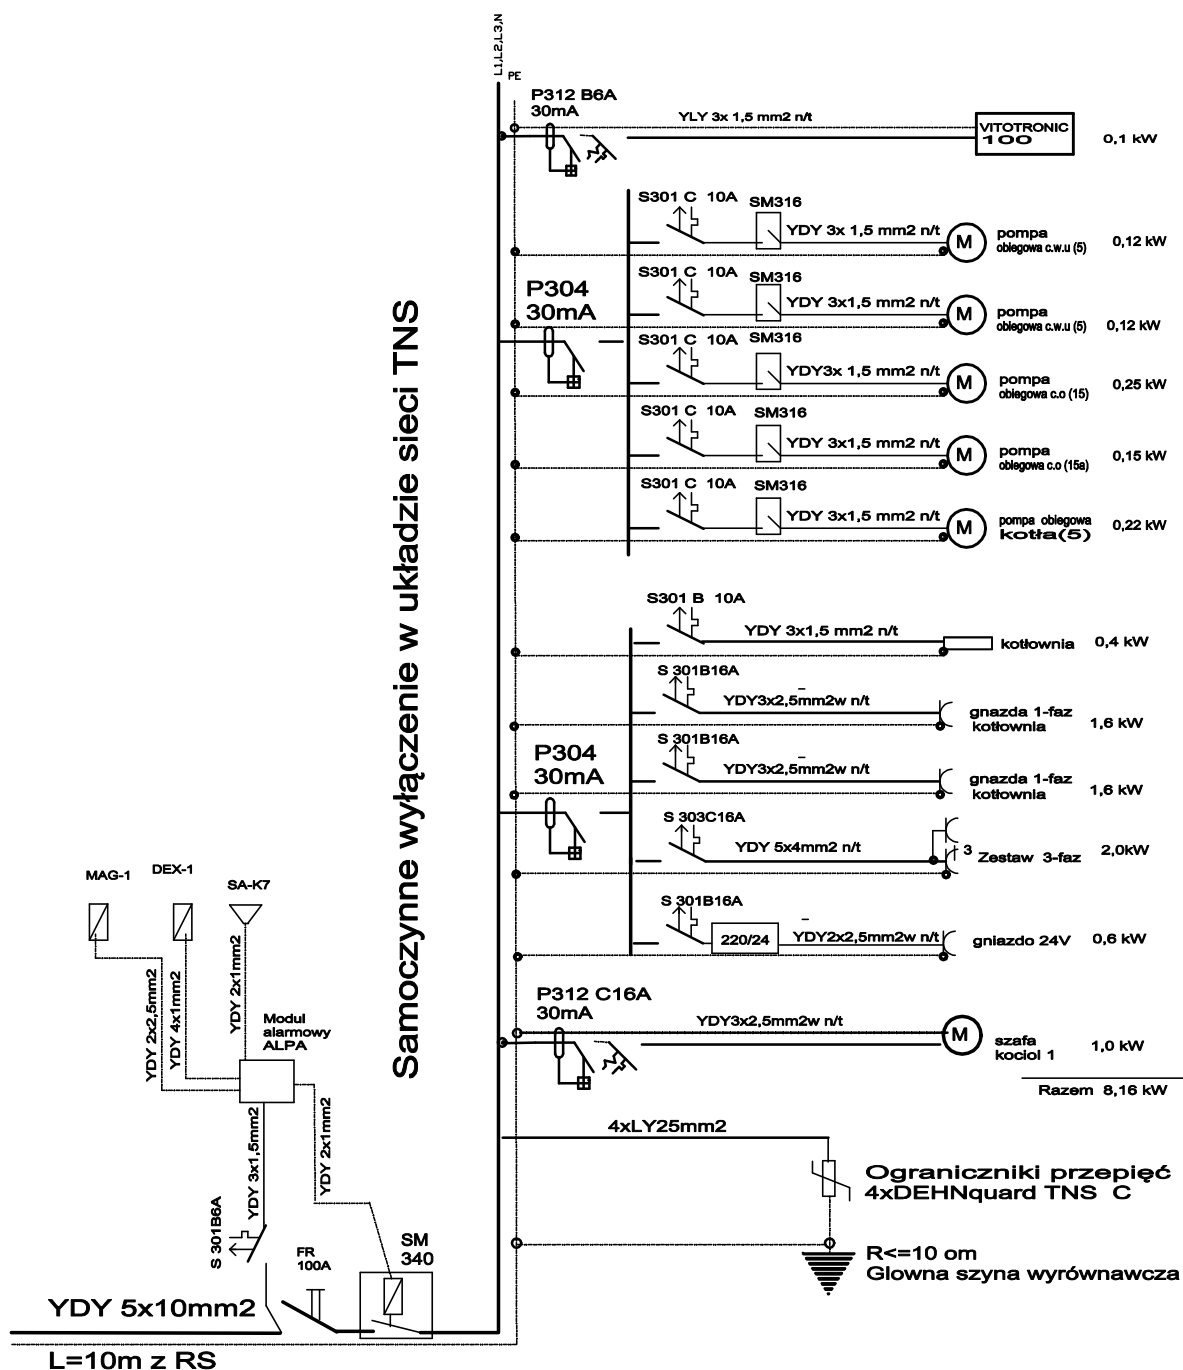 L1,L2,L3,N
PE
P312 B6A
30mA
YLY 3x 1,5 mm2 n/t
VITOTRONIC
100
0,1 kW
S301 C 10A
SM316
YDY 3x 1,5 mm2 n/t
M
pompa
obiegowa c.w.u (5)
0,12 kW
P304
30mA
S301 C 10A
SM316
YDY 3x1,5 mm2 n/t
M
pompa
obiegowa c.w.u (5)
0,12 kW
S301 C 10A
SM316
YDY3x 1,5 mm2 n/t
M
pompa
obiegowa c.o (15)
0,25 kW
S301 C 10A
SM316
YDY 3x1,5 mm2 n/t
M
pompa
obiegowa c.o (15a)
0,15 kW
S301 C 10A
SM316
YDY 3x1,5 mm2 n/t
M
pompa obiegowa
kotła(5)
0,22 kW
Samoczynne wyłączenie w układzie sieci TNS
S301 B 10A
YDY 3x1,5 mm2 n/t
kotłownia
0,4 kW
S 301B16A
YDY3x2,5mm2w n/t
gnazda 1-faz
kotłownia
1,6 kW
P304
30mA
S 301B16A
YDY3x2,5mm2w n/t
gnazda 1-faz
kotłownia
1,6 kW
S 303C16A
YDY 5x4mm2 n/t
3
Zestaw 3-faz
2,0kW
S 301B16A
220/24
YDY2x2,5mm2w n/t
gniazdo 24V
0,6 kW
P312 C16A
30mA
YDY3x2,5mm2w n/t
M
szafa
kociol 1
1,0 kW
Razem 8,16 kW
MAG-1
DEX-1
SA-K7
YDY 2x2,5mm2
YDY 4x1mm2
YDY 2x1mm2
Modul
alarmowy
ALPA
YDY 3x1,5mm2
YDY 2x1mm2
S 301B6A
FR
100A
SM
340
4xLY25mm2
Ograniczniki przepięć
4xDEHNquard TNS C
R<=10 om
Glowna szyna wyrównawcza
YDY 5x10mm2
L=10m z RS